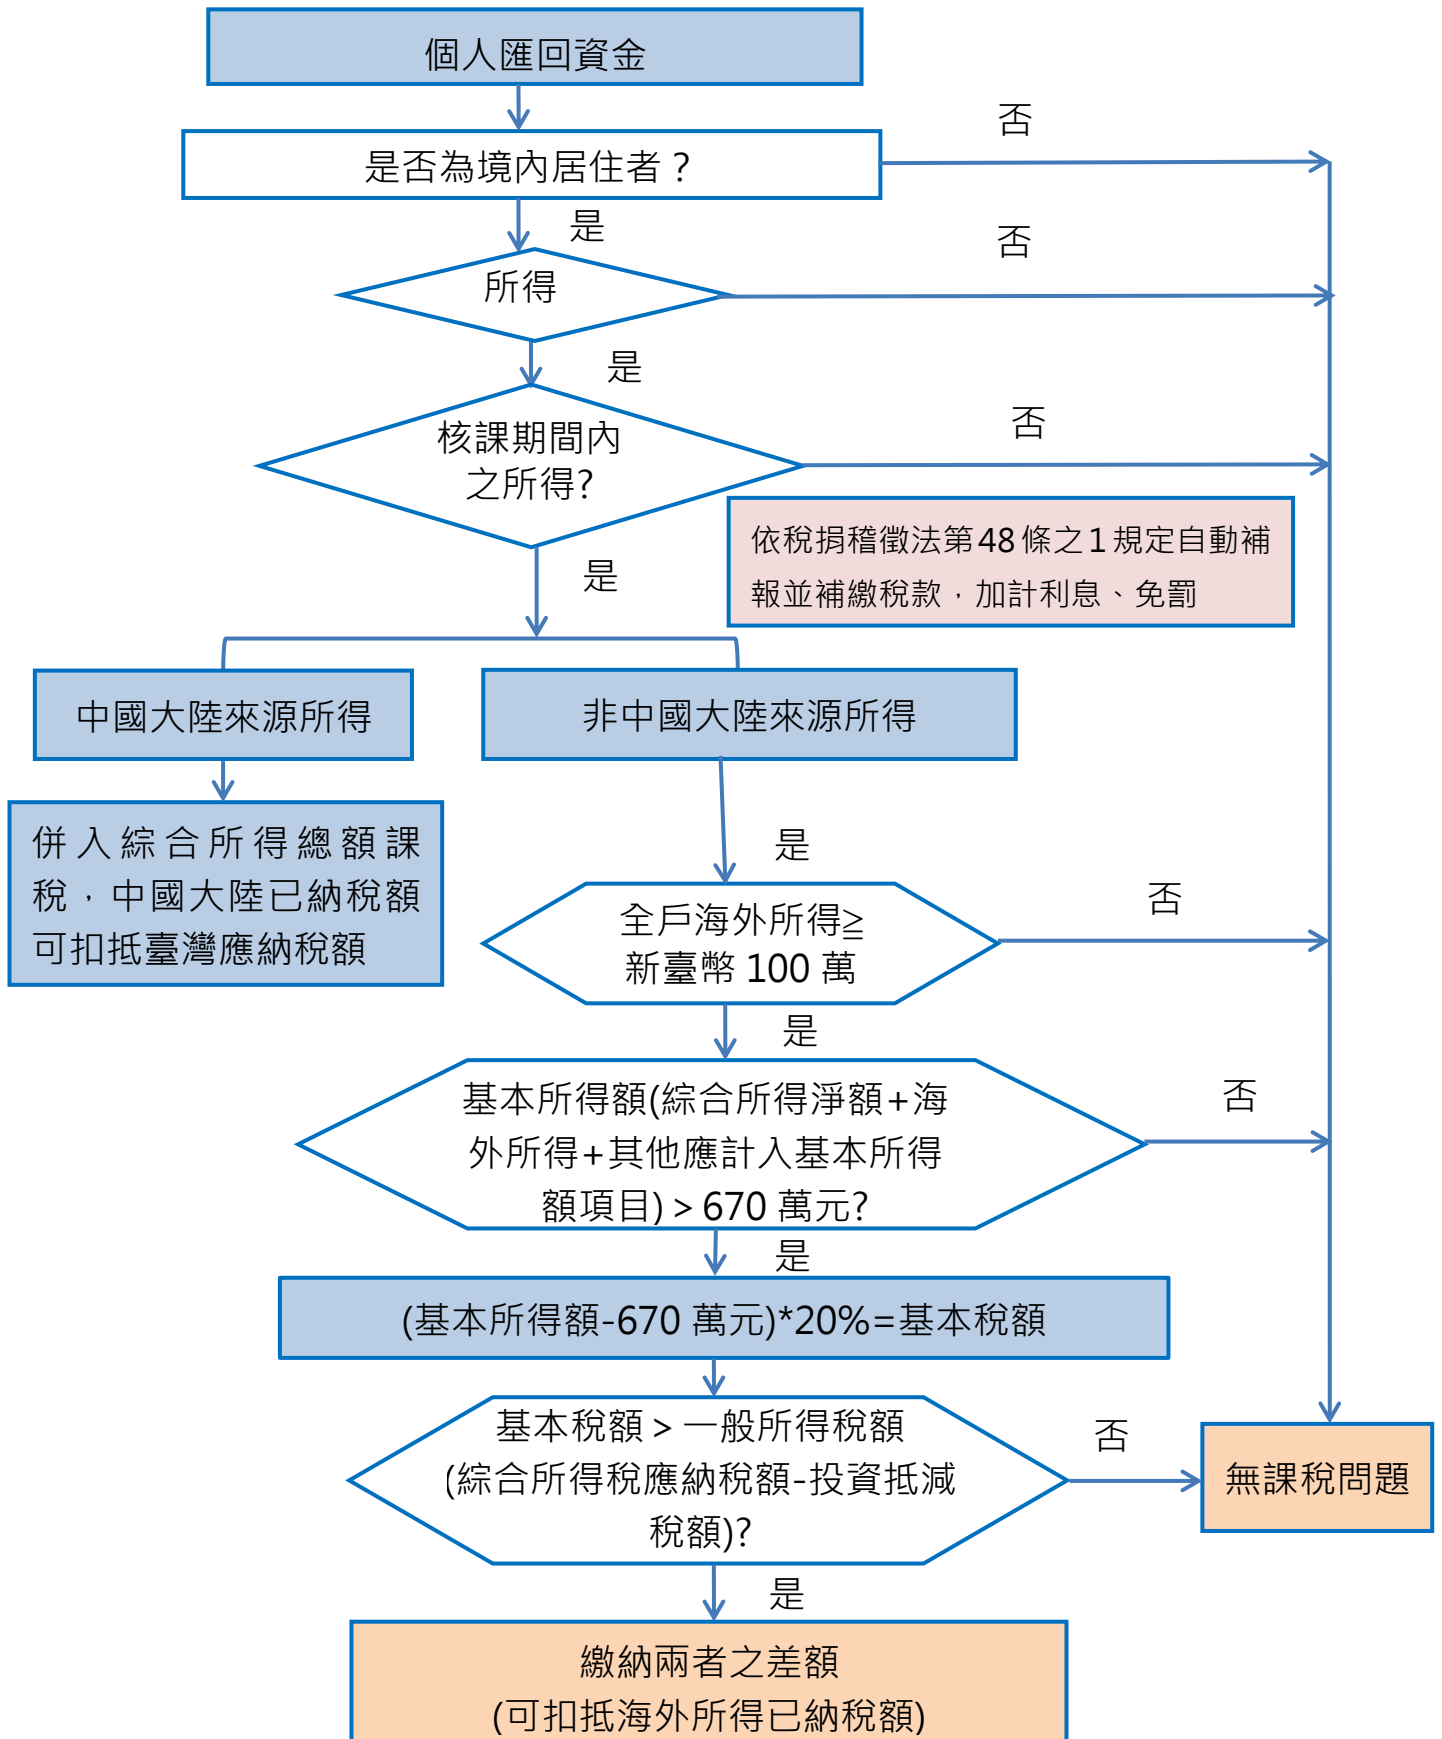 個人匯回資金
否
是否為境內居住者？
是
否
所得
是
否
核課期間內
之所得?
依稅捐稽徵法第48條之1規定自動補
報並補繳稅款，加計利息、免罰
是
中國大陸來源所得
非中國大陸來源所得
併入綜合所得總額課
稅，中國大陸已納稅額
可扣抵臺灣應納稅額
是
否
全戶海外所得≧
新臺幣 100 萬
是
基本所得額(綜合所得淨額+海
外所得+其他應計入基本所得
額項目)＞670 萬元?
否
是
(基本所得額-670 萬元)*20%=基本稅額
基本稅額＞一般所得稅額
(綜合所得稅應納稅額-投資抵減
稅額)?
否
無課稅問題
是
繳納兩者之差額
(可扣抵海外所得已納稅額)